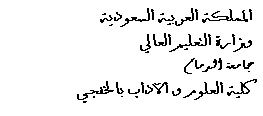 المملكة العربية السعودية
وزارة التعليم العالي
جامعة الدمام
كلية العلوم و الآداب بالخفجي